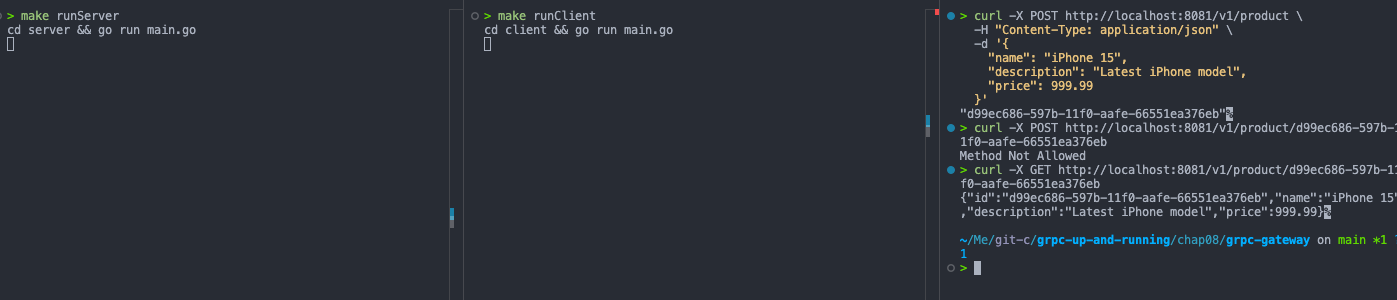 > make runServer
cd server && go run main.go
> make runClient
cd client && go run main.go
> curl -X POST http://localhost:8081/v1/product \
-H "Content-Type: application/json" \
-d '{
"name": "iPhone 15",
"description": "Latest iPhone model",
"price": 999.99
}'
"d99ec686-597b-11f0-aafe-66551ea376eb"%
> curl -X POST http://localhost:8081/v1/product/d99ec686-597b-1
1f0-aafe-66551ea376eb
Method Not Allowed
> curl -X GET http://localhost:8081/v1/product/d99ec686-597b-11
f0-aafe-66551ea376eb
{"id":"d99ec686-597b-11f0-aafe-66551ea376eb","name":"iPhone 15"
,"description":"Latest iPhone model","price":999.99}%
~/Me/git-c/grpc-up-and-running/chap08/grpc-gateway on main *1
1
>